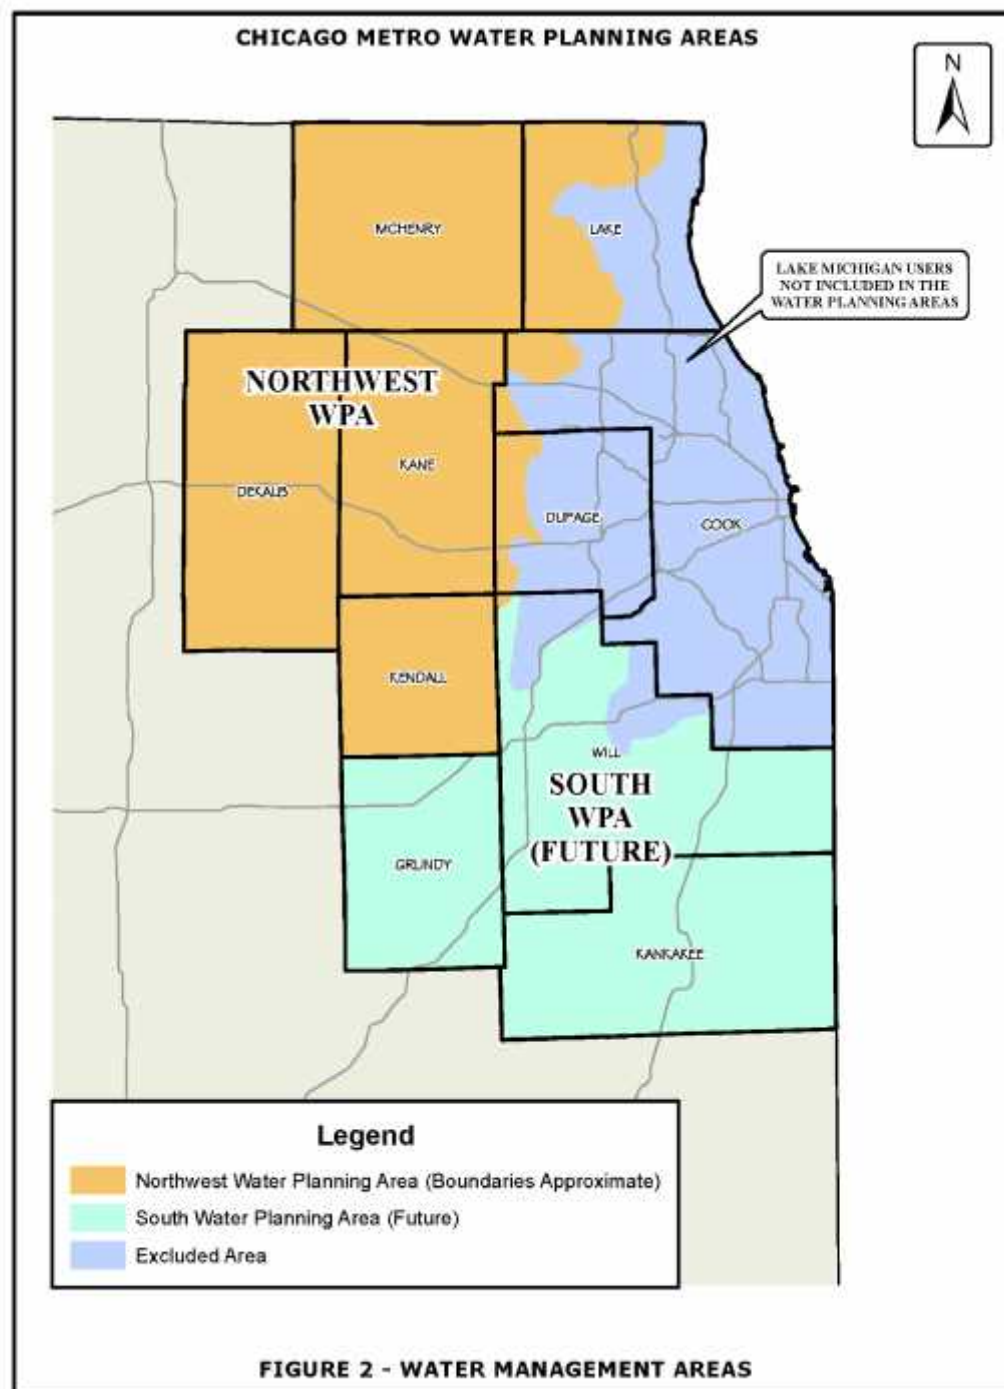 CHICAGO METRO WATER PLANNING AREAS
N
MCHENRY
LAKE
LAKE MICHIGAN USERS
NOT INCLUDED IN THE
WATER PLANNING AREAS
NORTHWEST
WPA
KANE
DEKALB
DUPAGE
COOK
KENDALL
WILL
SOUTH
WPA
(FUTURE)
GRUNDY
KANKAKEE
Legend
Northwest Water Planning Area (Boundaries Approximate)
South Water Planning Area (Future)
Excluded Area
FIGURE 2 - WATER MANAGEMENT AREAS